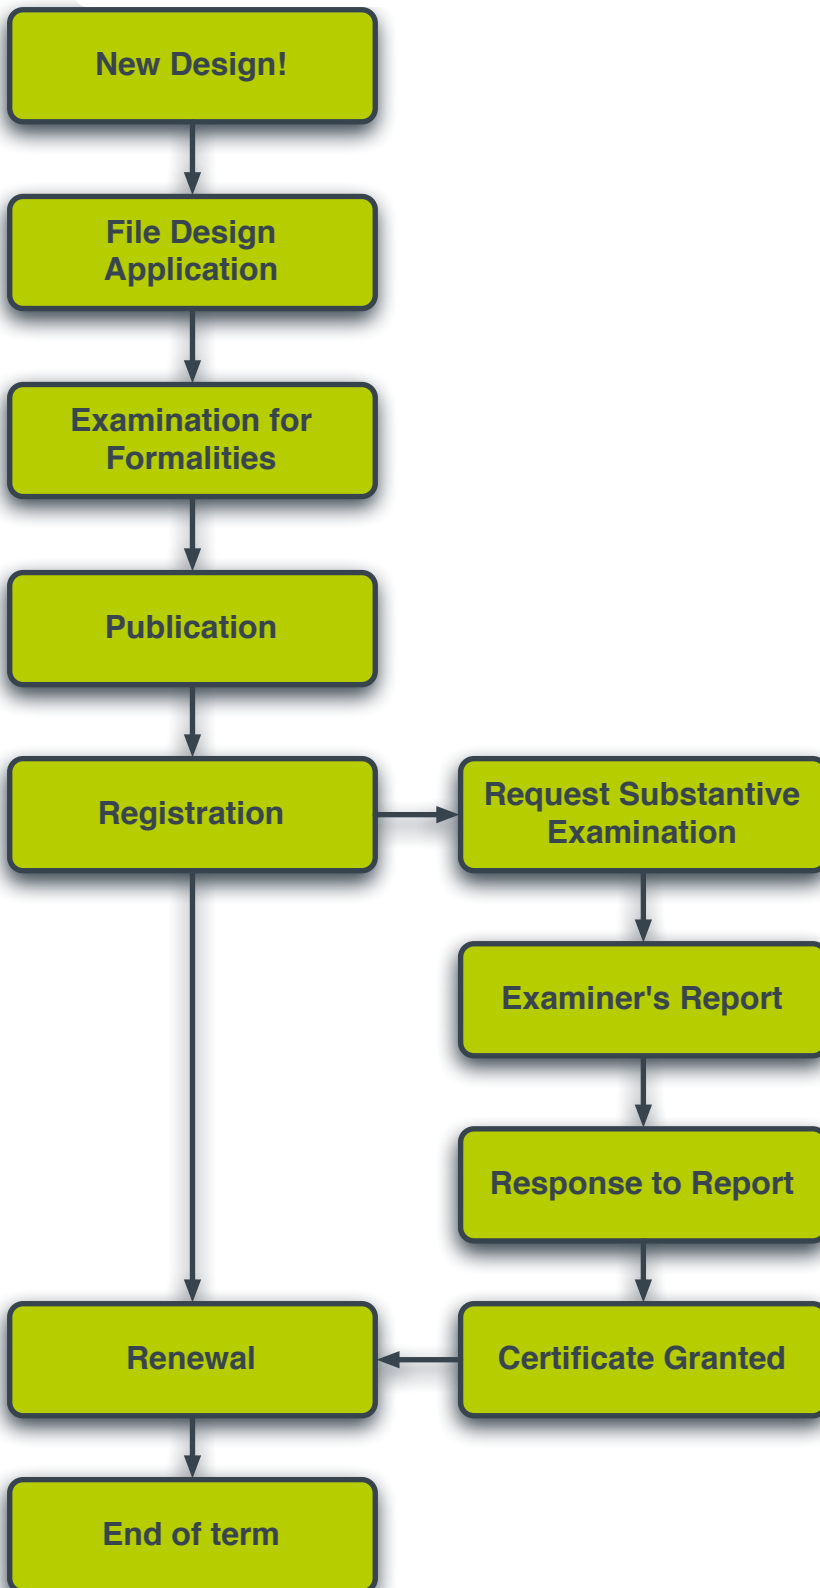 New Design!
File Design
Application
Examination for
Formalities
Publication
Registration
Request Substantive
Examination
Examiner's Report
Response to Report
Renewal
Certificate Granted
End of term